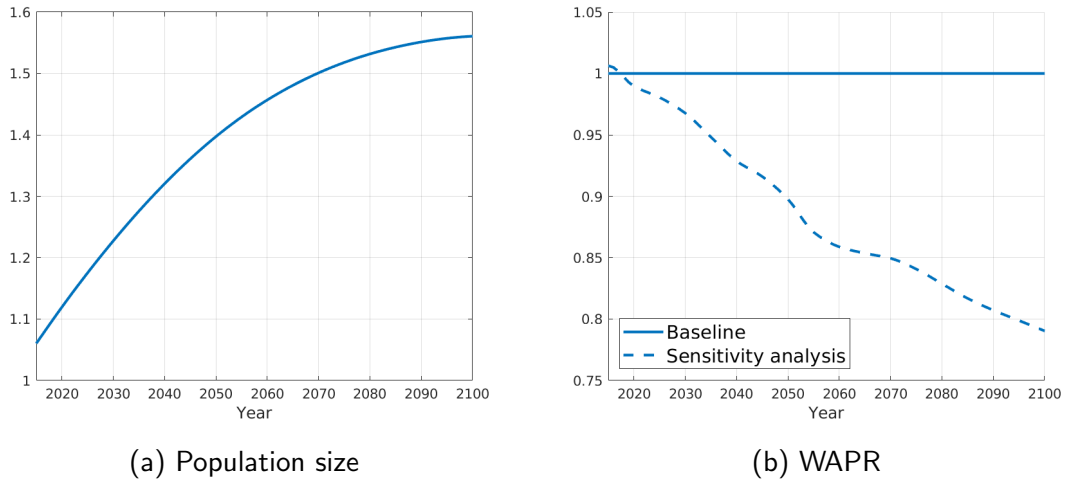 1.6
1.5
1.4
1.3
1.2
1.1
1
2020 2030 2040 2050 2060 2070 2080 2090 2100
Year
(a) Population size
1.05
1
0.95
0.9
0.85
0.8
0.75
Baseline
Sensitivity analysis
2020 2030 2040 2050 2060 2070 2080 2090 2100
Year
(b) WAPR